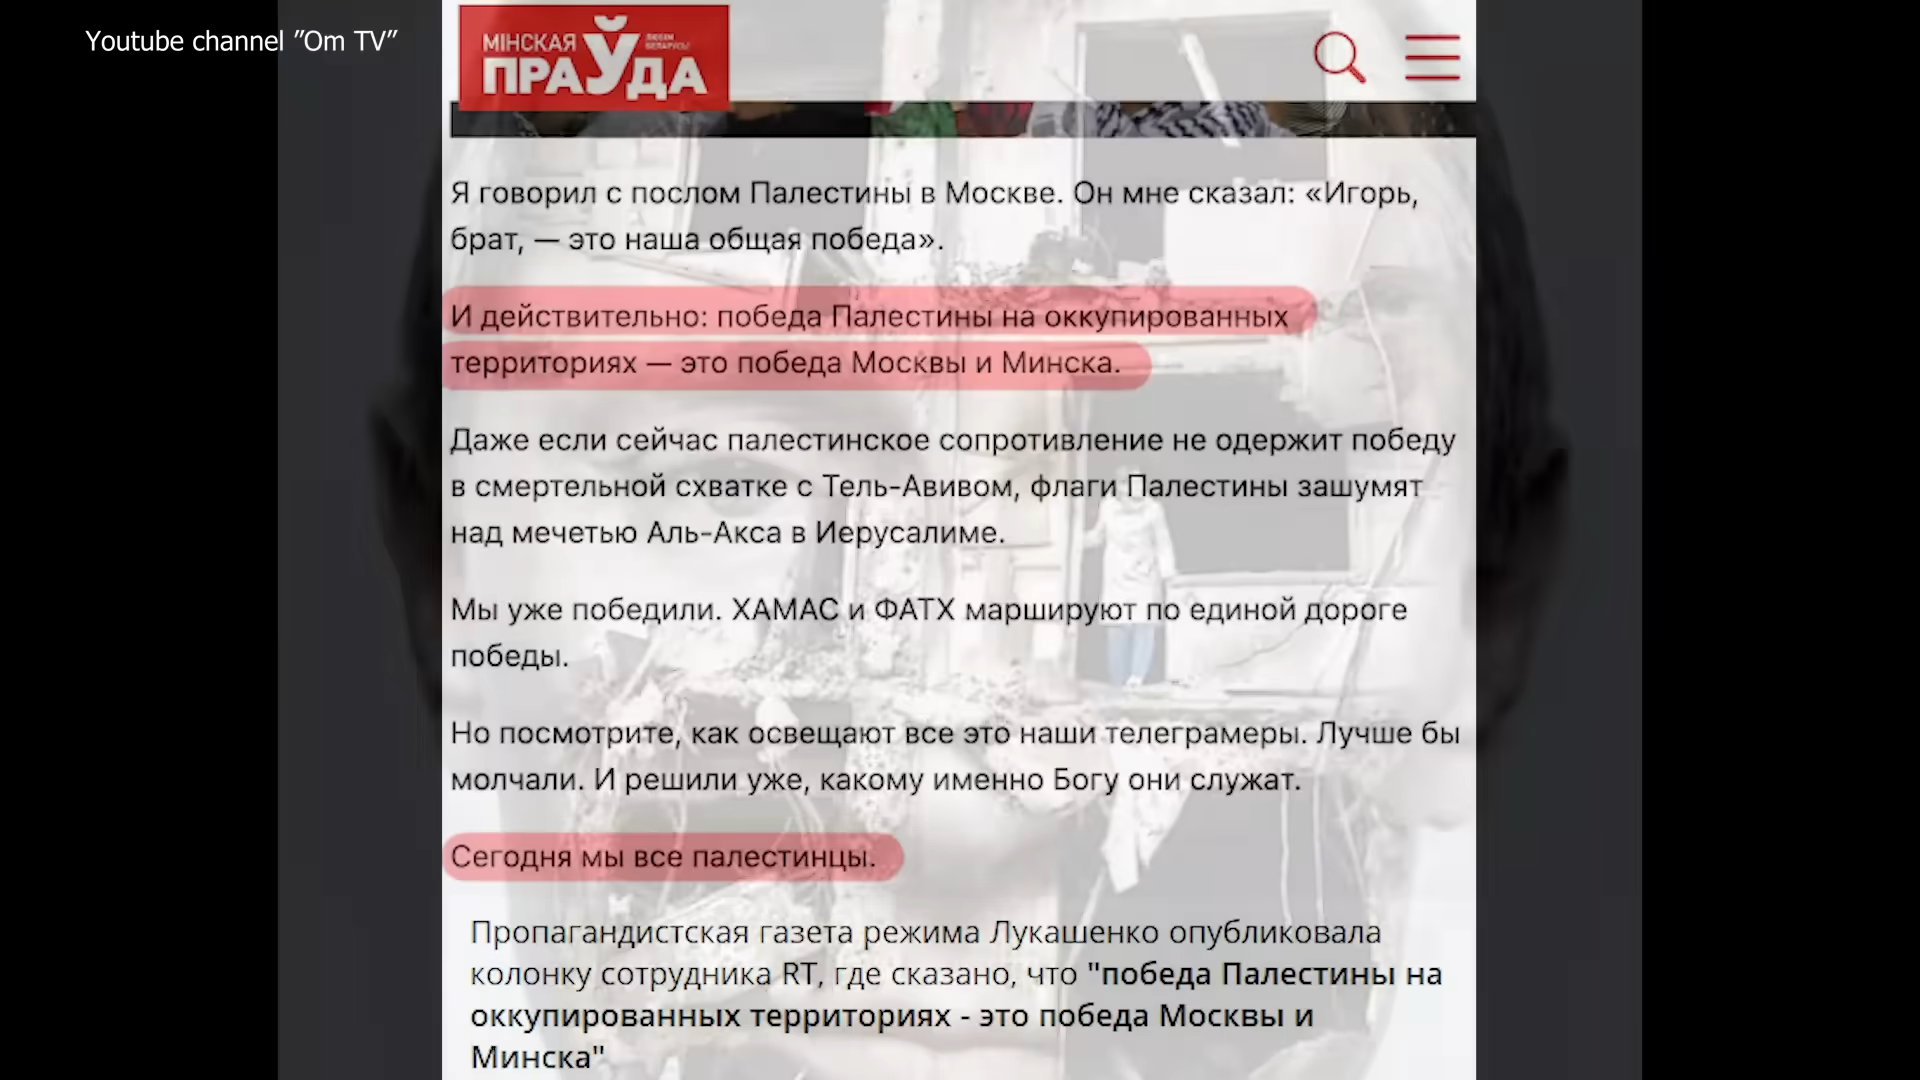 Youtube channel ”Om TV”
МІНСКАЯ
ПРАЎДА
Я говорил с послом Палестины в Москве. Он мне сказал: «Игорь,
брат, — это наша общая победа».
И действительно: победа Палестины на оккупированных
территориях — это победа Москвы и Минска.
Даже если сейчас палестинское сопротивление не одержит победу
в смертельной схватке с Тель-Авивом, флаги Палестины зашумят
над мечетью Аль-Акса в Иерусалиме.
Мы уже победили. ХАМАС и ФАТХ маршируют по единой дороге
победы.
Но посмотрите, как освещают все это наши телеграмеры. Лучше бы
молчали. И решили уже, какому именно Богу они служат.
Сегодня мы все палестинцы.
Пропагандистская газета режима Лукашенко опубликовала
колонку сотрудника RT, где сказано, что "победа Палестины на
оккупированных территориях - это победа Москвы и
Минска"